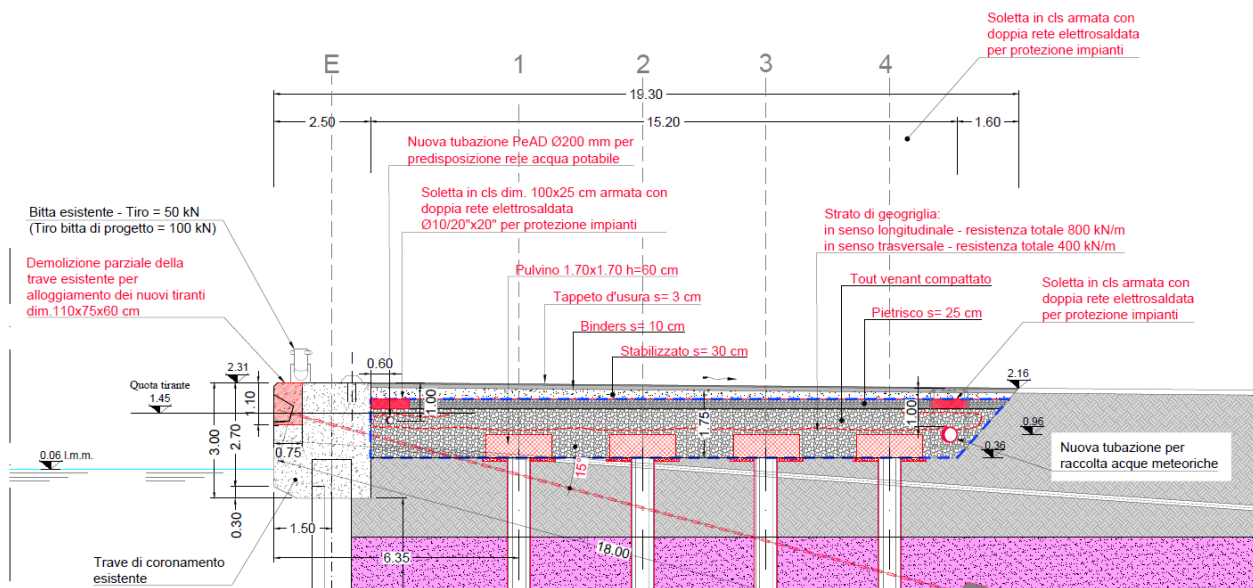 Soletta in cls armata con
doppia rete elettrosaldata
per protezione impianti
E
1
2
3
4
19.30
2.50
15.20
1.60
Nuova tubazione PeAD Ø200 mm per
predisposizione rete acqua potabile
Soletta in cls dim. 100x25 cm armata con
doppia rete elettrosaldata
Ø10/20"x20" per protezione impianti
Bitta esistente - Tiro = 50 kN
(Tiro bitta di progetto = 100 kN)
Strato di geogriglia:
in senso longitudinale - resistenza totale 800 kN/m
in senso trasversale - resistenza totale 400 kN/m
Demolizione parziale della
trave esistente per
alloggiamento dei nuovi tiranti
dim.110x75x60 cm
Pulvino 1.70x1.70 h=60 cm
Tout venant compattato
Soletta in cls armata con
doppia rete elettrosaldata
per protezione impianti
Tappeto d'usura s= 3 cm
Pietrisco s= 25 cm
Binders s= 10 cm
Stabilizzato s= 30 cm
0.60
2.31
2.16
Quota tirante
1.45
1.10
1.00
1.75
1.00
0.96
0.36
3.00
2.70
0.75
15°
0.06 l.m.m.
Nuova tubazione per
raccolta acque meteoriche
0.30
1.50
6.35
18.00
Trave di coronamento
esistente